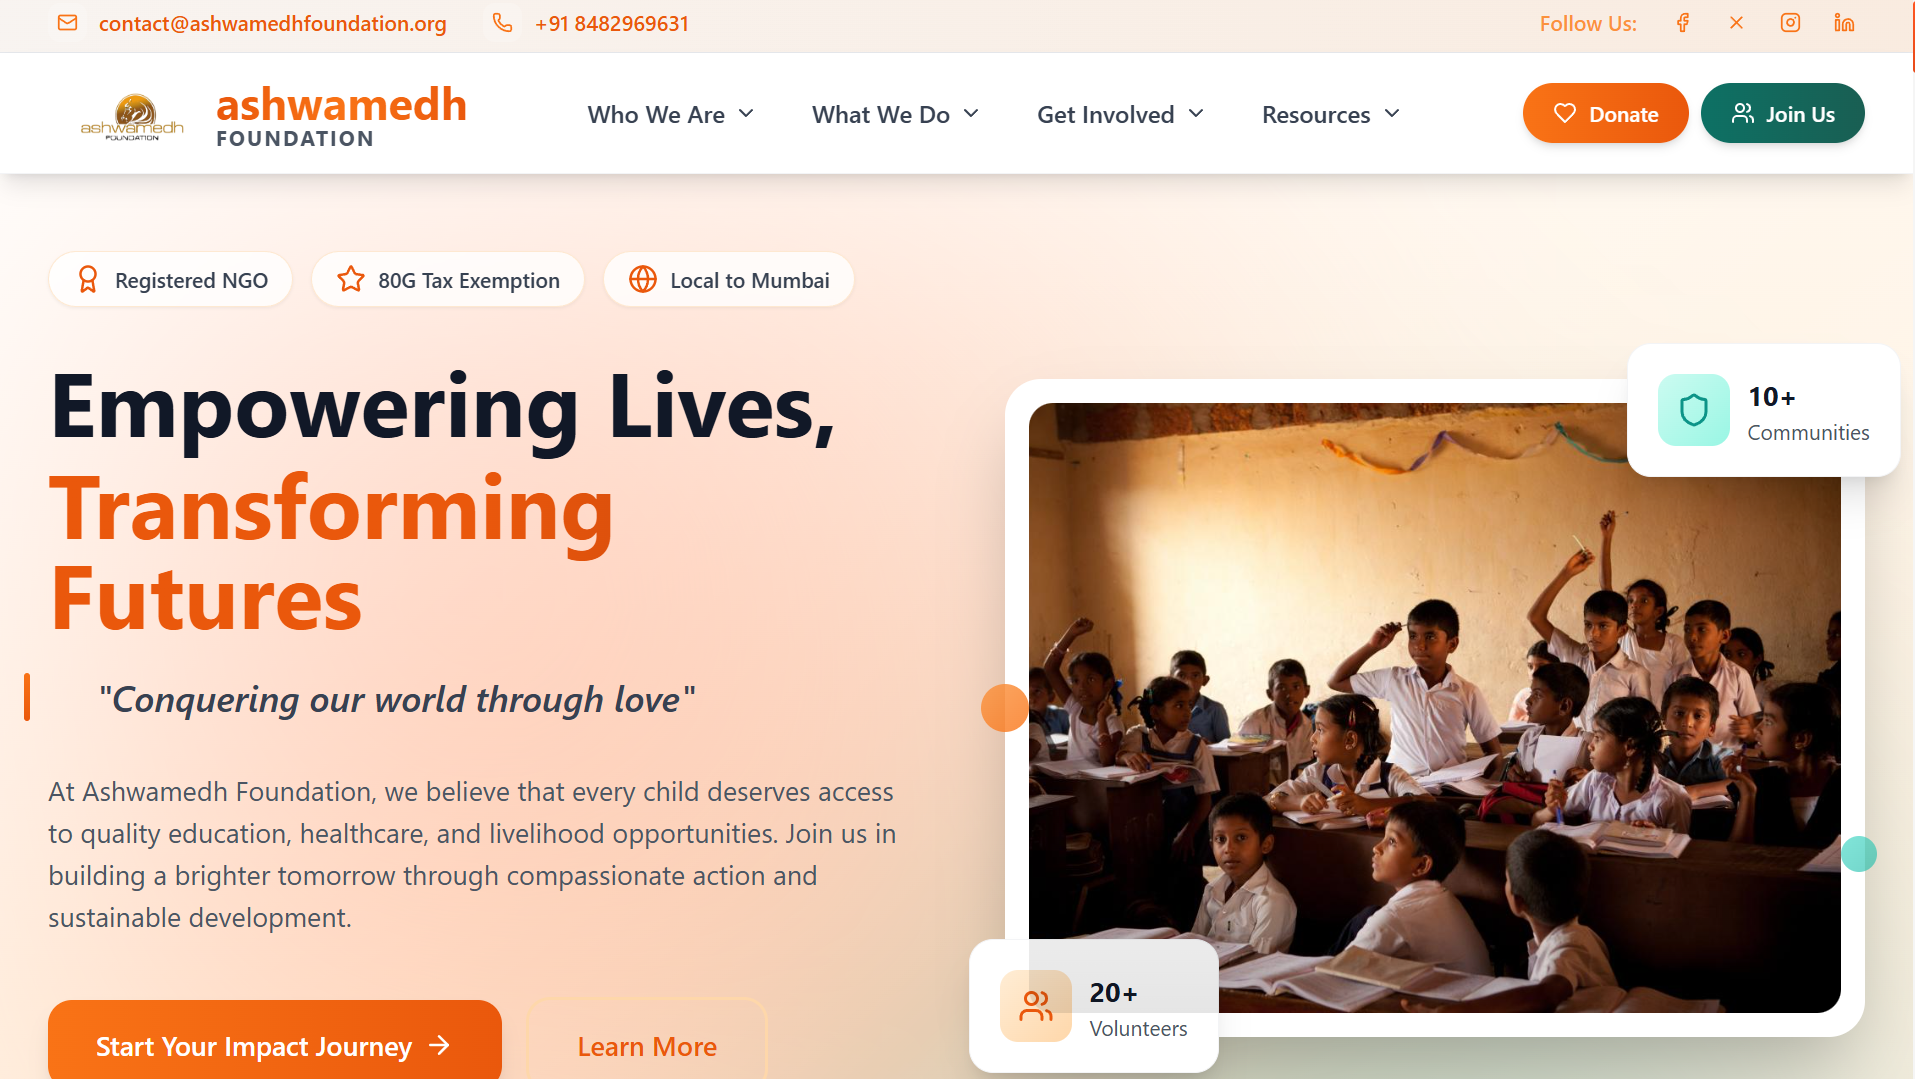 contact@ashwamedhfoundation.org
+91 8482969631
Follow Us:
ashwamedh
FOUNDATION
ashwamedh
FOUNDATION
Who We Are
What We Do
Get Involved
Resources
Donate
Join Us
Registered NGO
80G Tax Exemption
Local to Mumbai
Empowering Lives,
Transforming
Futures
"Conquering our world through love"
At Ashwamedh Foundation, we believe that every child deserves access
to quality education, healthcare, and livelihood opportunities. Join us in
building a brighter tomorrow through compassionate action and
sustainable development.
Start Your Impact Journey
Learn More
10+
Communities
20+
Volunteers